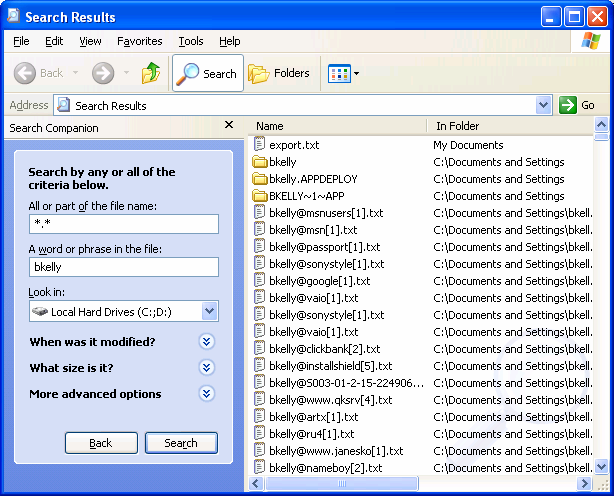 Search Results
File Edit View Favorites Tools Help
Back Search Folders
Address Search Results Go
Search Companion
Search by any or all of the
criteria below.
All or part of the file name:
*.*
A word or phrase in the file:
bkelly
Look in:
Local Hard Drives (C:;D:)
When was it modified?
What size is it?
More advanced options
Back Search
Name In Folder
export.txt My Documents
bkelly C:\Documents and Settings
bkelly.APPDEPLOY C:\Documents and Settings
BKELLY~1~APP C:\Documents and Settings
bkelly@msnusers[1].txt C:\Documents and Settings\bkell...
bkelly@msn[1].txt C:\Documents and Settings\bkell...
bkelly@passport[1].txt C:\Documents and Settings\bkell...
bkelly@sonystyle[1].txt C:\Documents and Settings\bkell...
bkelly@google[1].txt C:\Documents and Settings\bkell...
bkelly@vaio[1].txt C:\Documents and Settings\bkell...
bkelly@sonystyle[1].txt C:\Documents and Settings\bkell...
bkelly@vaio[1].txt C:\Documents and Settings\bkell...
bkelly@clickbank[2].txt C:\Documents and Settings\bkell...
bkelly@installshield[5].txt C:\Documents and Settings\bkell...
bkelly@S003-01-2-15-224906... C:\Documents and Settings\bkell...
bkelly@www.qksrv[4].txt C:\Documents and Settings\bkell...
bkelly@artx[1].txt C:\Documents and Settings\bkell...
bkelly@ru4[1].txt C:\Documents and Settings\bkell...
bkelly@www.janesko[1].txt C:\Documents and Settings\bkell...
bkelly@nameboy[2].txt C:\Documents and Settings\bkell...